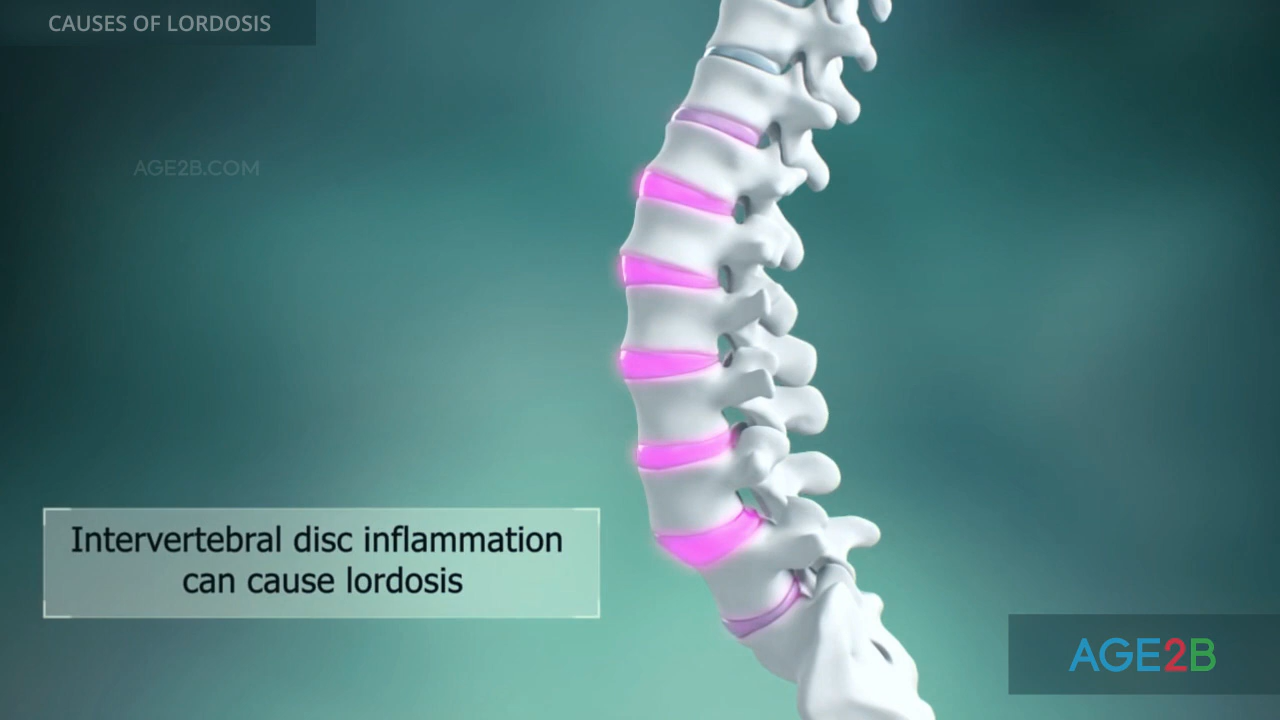 CAUSES OF LORDOSIS
AGE2B.COM
Intervertebral disc inflammation
can cause lordosis
AGE2B